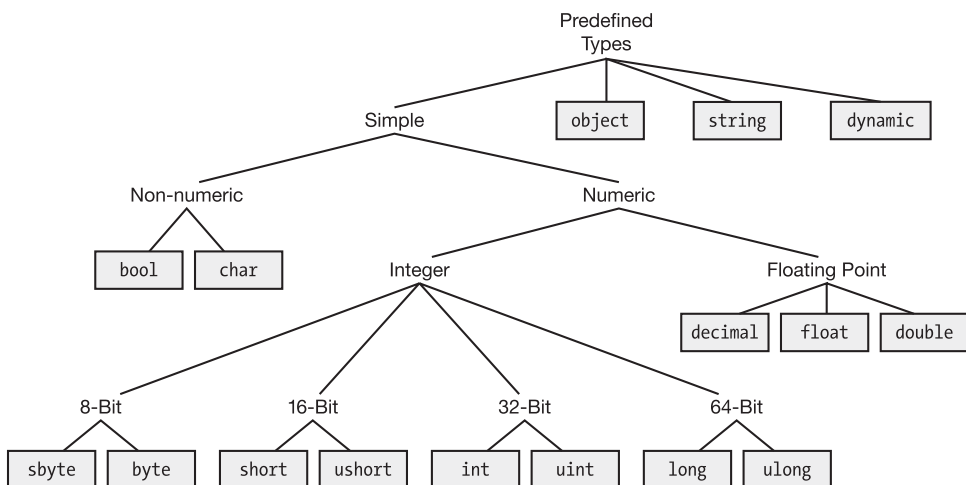 Predefined
Types
object
string
dynamic
Simple
Non-numeric
Numeric
bool
char
Integer
Floating Point
decimal
float
double
8-Bit
16-Bit
32-Bit
64-Bit
sbyte
byte
short
ushort
int
uint
long
ulong